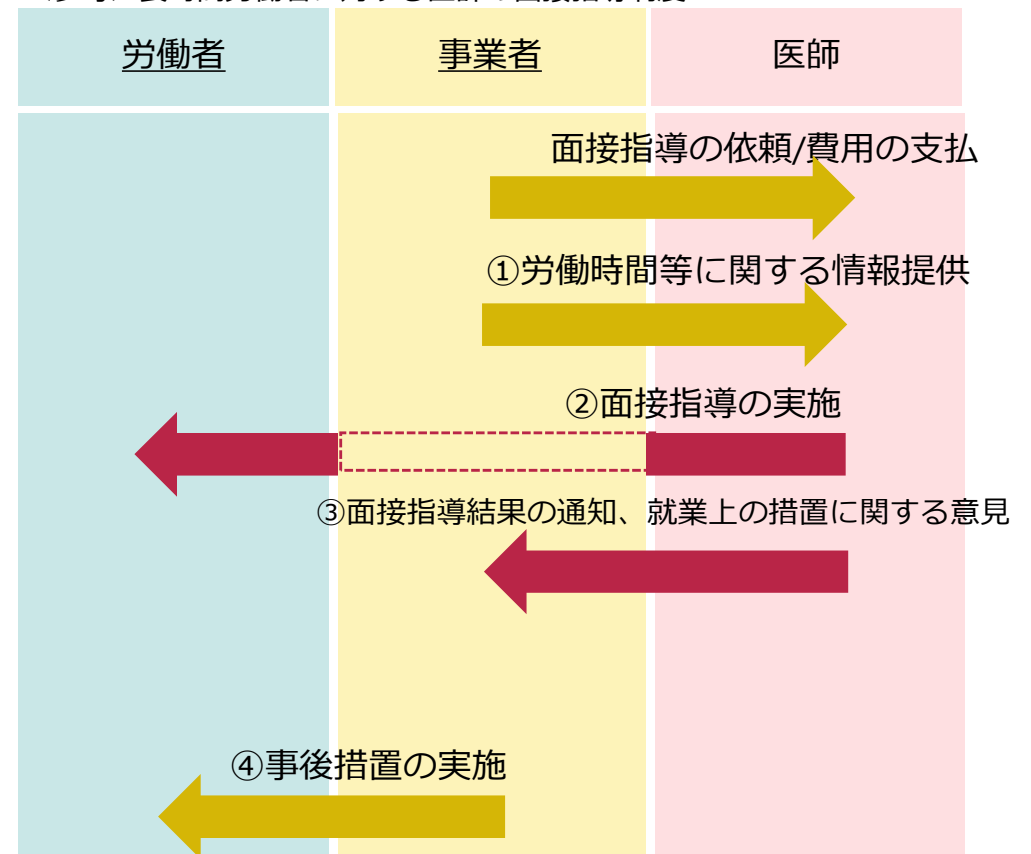 労働者
事業者
医師
面接指導の依頼/費用の支払
①労働時間等に関する情報提供
②面接指導の実施
③面接指導結果の通知、就業上の措置に関する意見
④事後措置の実施